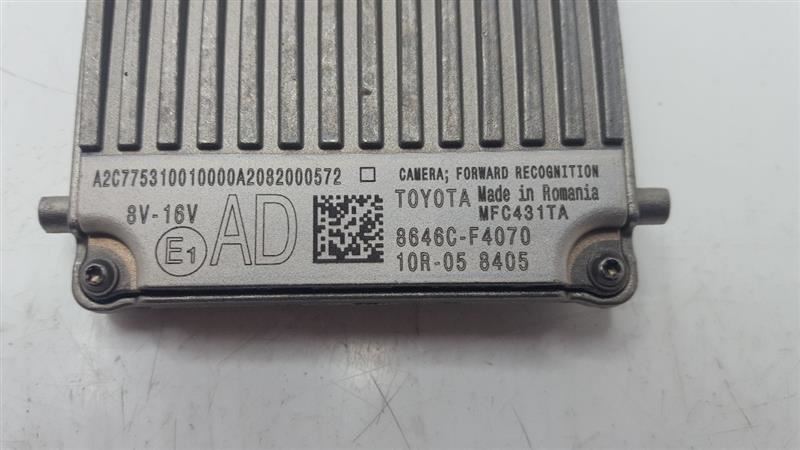 A2C775310010000A2082000572
CAMERA; FORWARD RECOGNITION
8V-16V
E1
AD
TOYOTA Made in Romania
MFC431TA
8646C-F4070
10R-05 8405